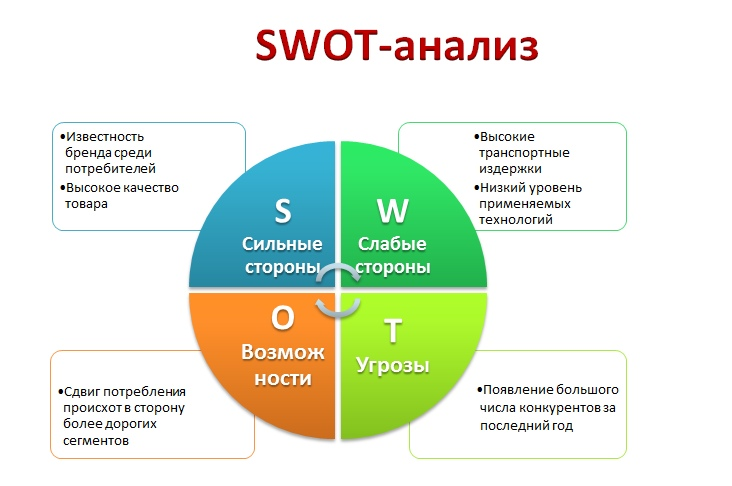 SWOT-анализ
•Известность
бренда среди
потребителей
•Высокое качество
товара
•Высокие
транспортные
издержки
•Низкий уровень
применяемых
технологий
S
Сильные
стороны
W
Слабые
стороны
O
Возмож
ности
T
Угрозы
•Сдвиг потребления
происхот в сторону
более дорогих
сегментов
•Появление большого
числа конкурентов за
последний год